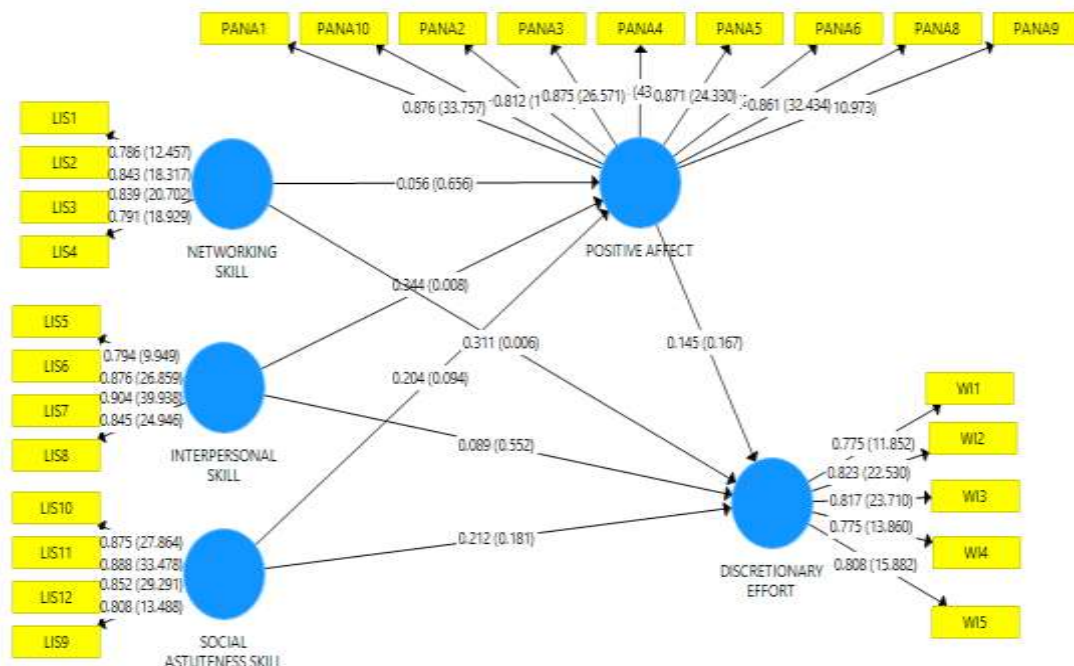 PANA1 PANA10 PANA2 PANA3 PANA4 PANA5 PANA6 PANA8 PANA9
0.876 (33.757) 0.812 (1 0.875 (26.571) (43 0.871 (24.330) 0.861 (32.434) 10.973)
LIS1
0.786 (12.457)
LIS2
0.843 (18.317)
0.839 (20.702)
LIS3
0.791 (18.929)
LIS4
NETWORKING
SKILL
0.056 (0.656)
POSITIVE AFFECT
0.344 (0.008)
LIS5
0.794 (9.949)
LIS6
0.876 (26.859)
0.904 (39.938)
LIS7
0.845 (24.946)
LIS8
INTERPERSONAL
SKILL
0.311 (0.006)
0.145 (0.167)
0.204 (0.094)
0.089 (0.552)
0.212 (0.181)
LIS10
0.875 (27.864)
LIS11
0.888 (33.478)
0.852 (29.291)
LIS12
0.808 (13.488)
LIS9
SOCIAL
ASTUTENESS SKILL
WI1
0.775 (11.852)
WI2
0.823 (22.530)
0.817 (23.710)
WI3
0.775 (13.860)
WI4
0.808 (15.882)
WI5
DISCRETIONARY
EFFORT